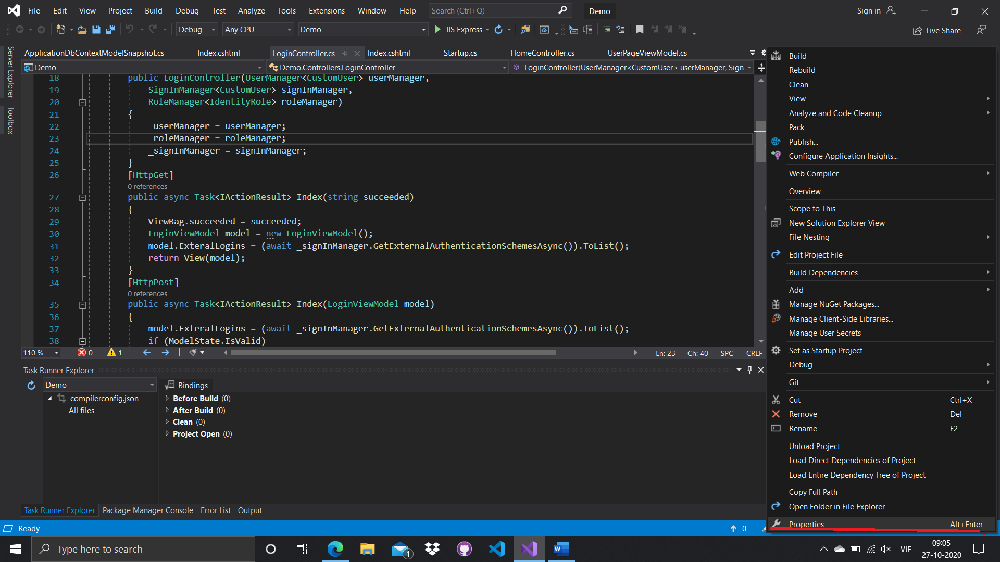 File Edit View Project Build Debug Test Analyze Tools Extensions Window Help Search (Ctrl+Q) Demo Sign in
Debug Any CPU Demo IIS Express Live Share
Server Explorer
Toolbox
ApplicationDbContextModelSnapshot.cs Index.cshtml LoginController.cs Index.cshtml Startup.cs HomeController.cs UserPageViewModel.cs
Demo Demo.Controllers.LoginController LoginController(UserManager<CustomUser> userManager, Sign
18 public LoginController(UserManager<CustomUser> userManager,
19 SignInManager<CustomUser> signInManager,
20 RoleManager<IdentityRole> roleManager)
21 {
22 _userManager = userManager;
23 _roleManager = roleManager;
24 _signInManager = signInManager;
25 }
26 [HttpGet]
0 references
27 public async Task<IActionResult> Index(string succeeded)
28 {
29 ViewBag.succeeded = succeeded;
30 LoginViewModel model = new LoginViewModel();
31 model.ExteralLogins = (await _signInManager.GetExternalAuthenticationSchemesAsync()).ToList();
32 return View(model);
33 }
34 [HttpPost]
0 references
35 public async Task<IActionResult> Index(LoginViewModel model)
36 {
37 model.ExteralLogins = (await _signInManager.GetExternalAuthenticationSchemesAsync()).ToList();
38 if (ModelState.IsValid)
110 % 0 1 Ln: 23 Ch: 40 SPC CRLF
Task Runner Explorer
Demo
compilerconfig.json
All files
Bindings
Before Build (0)
After Build (0)
Clean (0)
Project Open (0)
Task Runner Explorer Package Manager Console Error List Output
Ready 0
Build
Rebuild
Clean
View
Analyze and Code Cleanup
Pack
Publish...
Configure Application Insights...
Web Compiler
Overview
Scope to This
New Solution Explorer View
File Nesting
Edit Project File
Build Dependencies
Add
Manage NuGet Packages...
Manage Client-Side Libraries...
Manage User Secrets
Set as Startup Project
Debug
Git
Cut Ctrl+X
Remove Del
Rename F2
Unload Project
Load Direct Dependencies of Project
Load Entire Dependency Tree of Project
Copy Full Path
Open Folder in File Explorer
Properties Alt+Enter
Type here to search
1
VIE
09:05
27-10-2020